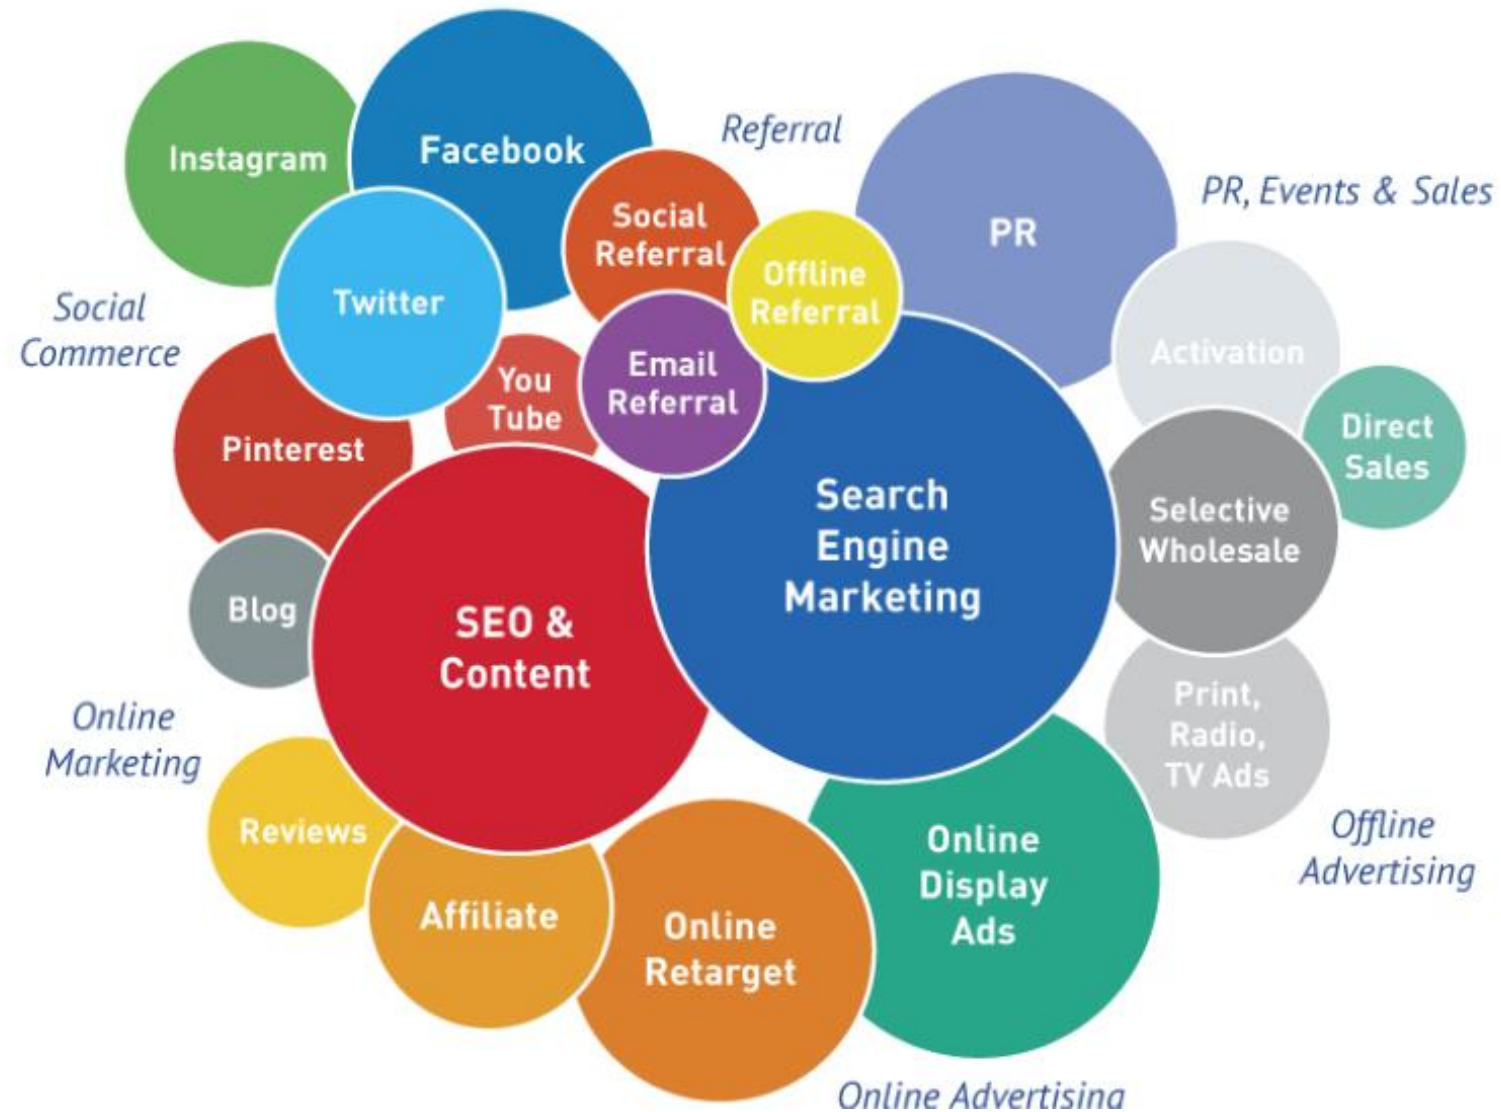 Instagram
Facebook
Referral
PR, Events & Sales
Social
Referral
PR
Offline
Referral
Twitter
Social
Commerce
Activation
You
Tube
Email
Referral
Direct
Sales
Pinterest
Search
Engine
Marketing
Selective
Wholesale
Blog
SEO &
Content
Print,
Radio,
TV Ads
Online
Marketing
Reviews
Offline
Advertising
Affiliate
Online
Retarget
Online
Display
Ads
Online Advertising